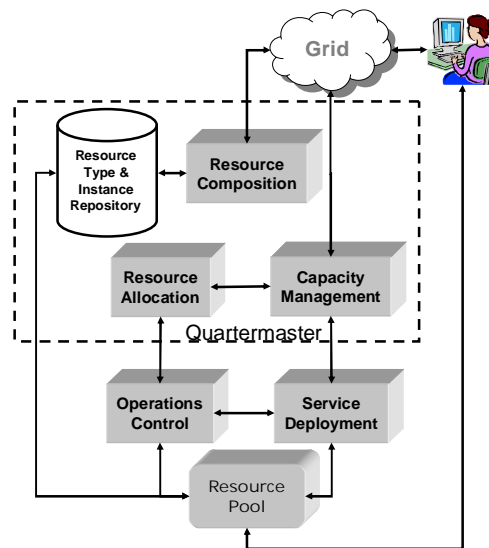 Grid
Resource
Type &
Instance
Repository
Resource
Composition
Resource
Allocation
Capacity
Management
Quartermaster
Operations
Control
Service
Deployment
Resource
Pool